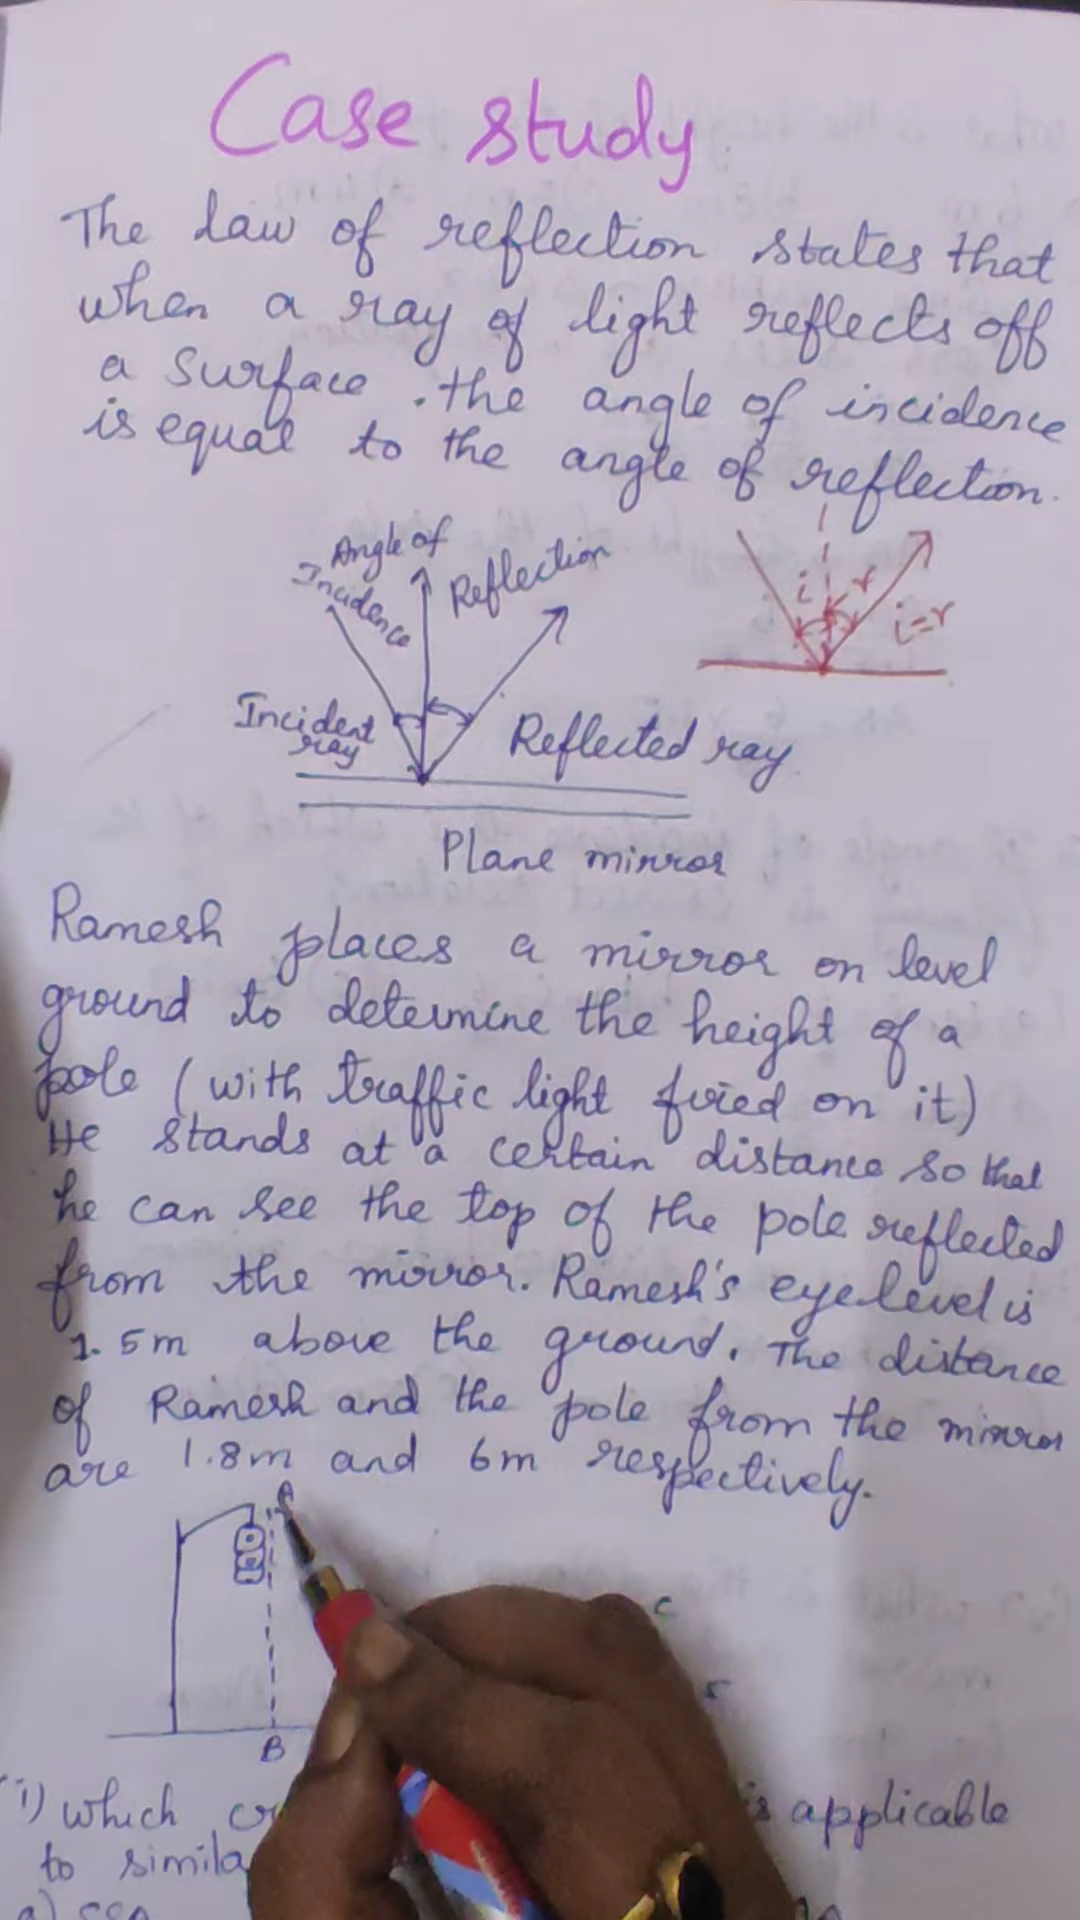 Case study
The law of reflection states that
when a ray of light reflects off
a surface. the angle of incidence
is equal to the angle of reflection.
Angle of
Incidence
Reflection
i
r
i=r
Incident
ray
Reflected ray
Plane mirror
Ramesh places a mirror on level
ground to determine the height of a
pole (with traffic light fixed on it)
He stands at a certain distance so that
he can see the top of the pole reflected
from the mirror. Ramesh's eye level is
1.5m above the ground. The distance
of Ramesh and the pole from the mirror
are 1.8m and 6m respectively.
A
C
B
i) which is applicable
to
a)